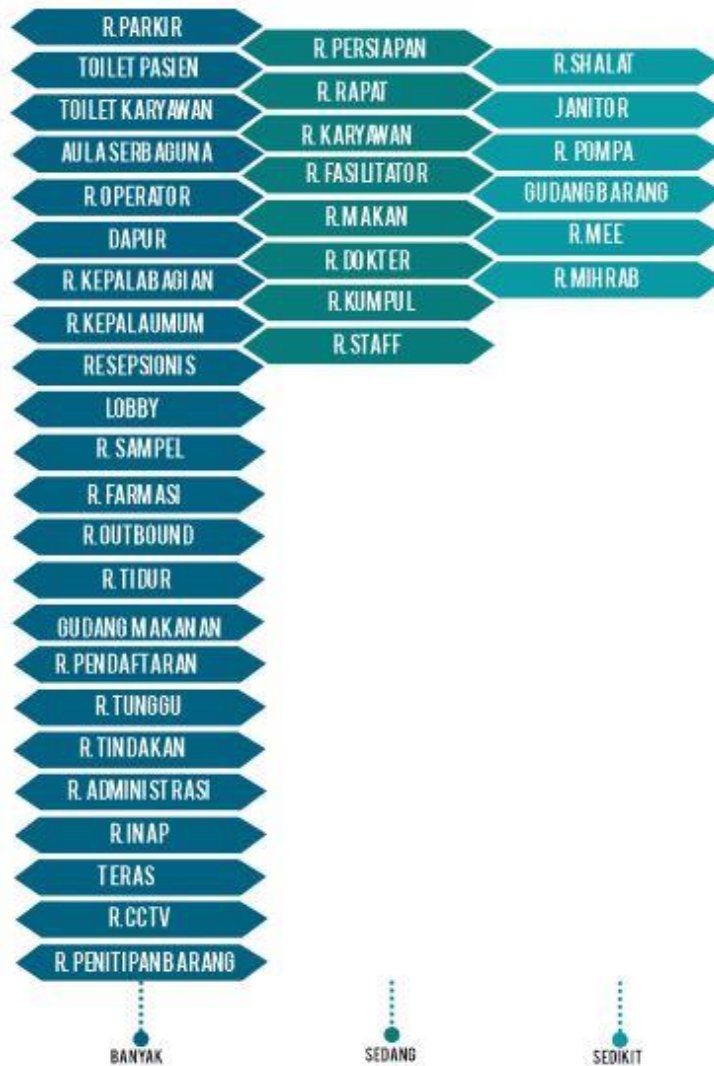 R. PARKIR
TOILET PASIEN
TOILET KARYAWAN
AULA SERBAGUNA
R. OPERATOR
DAPUR
R. KEPALA BAGIAN
R. KEPALA UMUM
RESEPSIONIS
LOBBY
R. SAMPEL
R. FARMASI
R. OUTBOUND
R. TIDUR
GUDANG MAKANAN
R. PENDAFTARAN
R. TUNGGU
R. TINDAKAN
R. ADMINISTRASI
R. INAP
TERAS
R. CCTV
R. PENITIPAN BARANG
BANYAK
R. PERSIAPAN
R. RAPAT
R. KARYAWAN
R. FASILITATOR
R. MAKAN
R. DOKTER
R. KUMPUL
R. STAFF
SEDANG
R. SHALAT
JANITOR
R. POMPA
GUDANG BARANG
R. MEE
R. MIHRAB
SEDIKIT